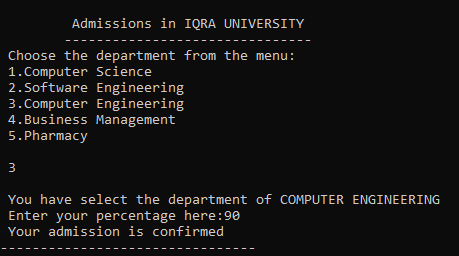 Admissions in IQRA UNIVERSITY
-------------------------------
Choose the department from the menu:
1.Computer Science
2.Software Engineering
3.Computer Engineering
4.Business Management
5.Pharmacy
3
You have select the department of COMPUTER ENGINEERING
Enter your percentage here:90
Your admission is confirmed
--------------------------------